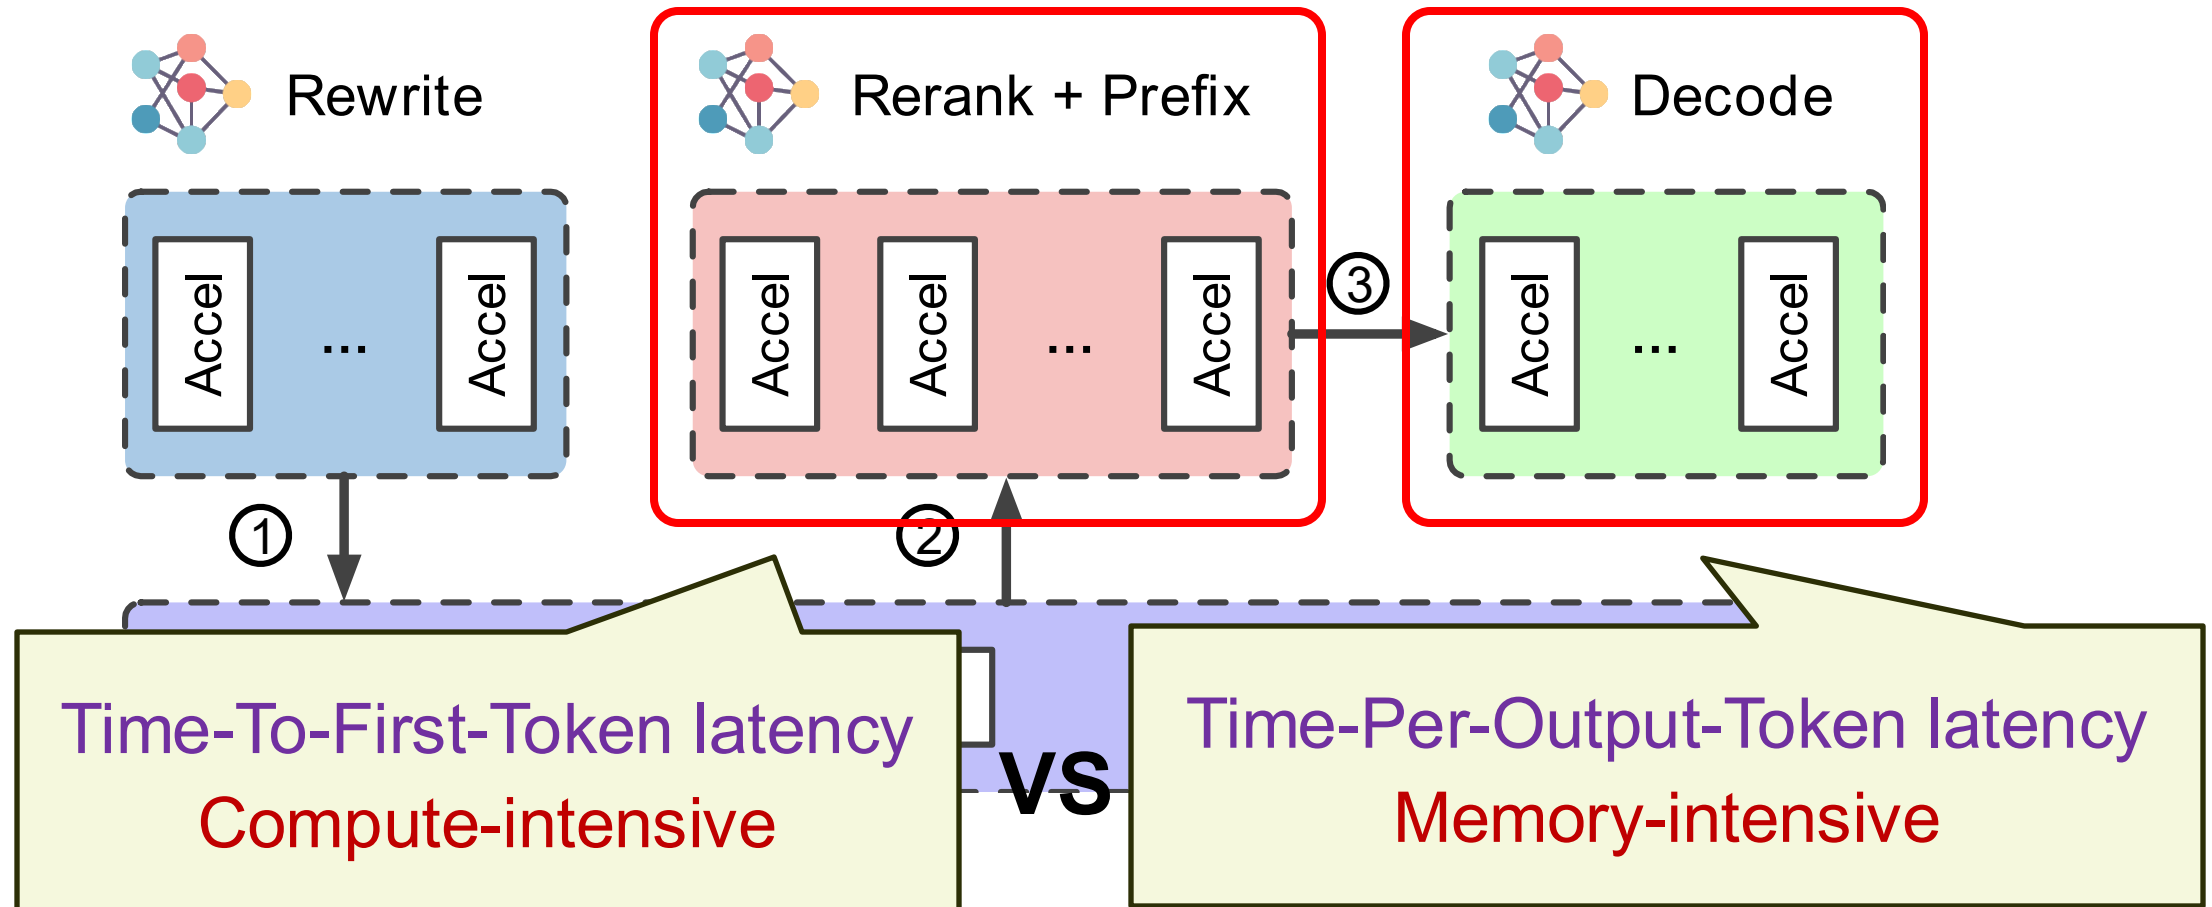 Rewrite
Rerank + Prefix
Decode
Accel
...
Accel
Accel
Accel
...
Accel
Accel
...
Accel
①
②
③
Time-To-First-Token latency
Compute-intensive
VS
Time-Per-Output-Token latency
Memory-intensive